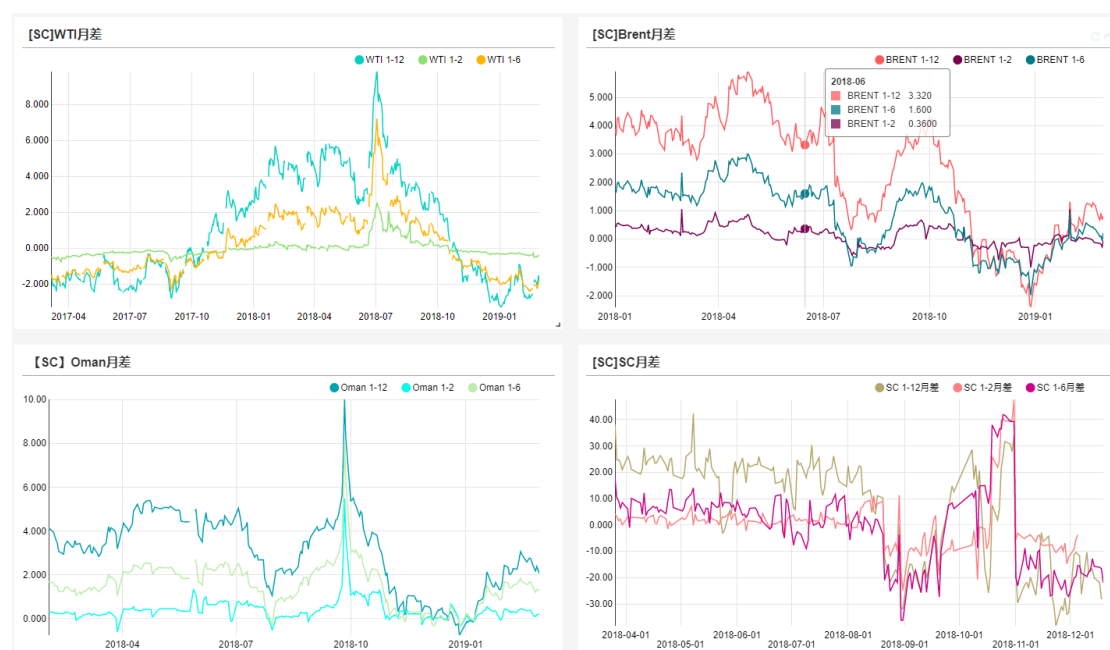 [SC]WTI月差
WTI 1-12 WTI 1-2 WTI 1-6
8.000
6.000
4.000
2.000
0.000
-2.000
2017-04 2017-07 2017-10 2018-01 2018-04 2018-07 2018-10 2019-01
[SC]Brent月差
BRENT 1-12 BRENT 1-2 BRENT 1-6
2018-06
BRENT 1-12 3.320
BRENT 1-6 1.600
BRENT 1-2 0.3600
5.000
4.000
3.000
2.000
1.000
0.000
-1.000
-2.000
2018-01 2018-04 2018-07 2018-10 2019-01
【SC】Oman月差
Oman 1-12 Oman 1-2 Oman 1-6
10.00
8.000
6.000
4.000
2.000
0.000
2018-04 2018-07 2018-10 2019-01
[SC]SC月差
SC 1-12月差 SC 1-2月差 SC 1-6月差
40.00
30.00
20.00
10.00
0.000
-10.00
-20.00
-30.00
2018-04-01 2018-06-01 2018-08-01 2018-10-01 2018-12-01
2018-05-01 2018-07-01 2018-09-01 2018-11-01